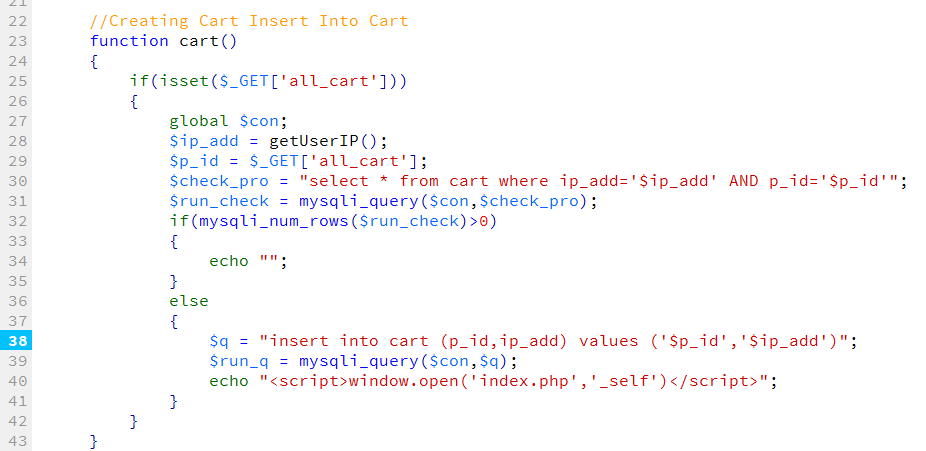 21
22 //Creating Cart Insert Into Cart
23 function cart()
24 {
25 if(isset($_GET['all_cart']))
26 {
27 global $con;
28 $ip_add = getUserIP();
29 $p_id = $_GET['all_cart'];
30 $check_pro = "select * from cart where ip_add='$ip_add' AND p_id='$p_id'";
31 $run_check = mysqli_query($con,$check_pro);
32 if(mysqli_num_rows($run_check)>0)
33 {
34 echo "";
35 }
36 else
37 {
38 $q = "insert into cart (p_id,ip_add) values ('$p_id','$ip_add')";
39 $run_q = mysqli_query($con,$q);
40 echo "<script>window.open('index.php','_self')</script>";
41 }
42 }
43 }